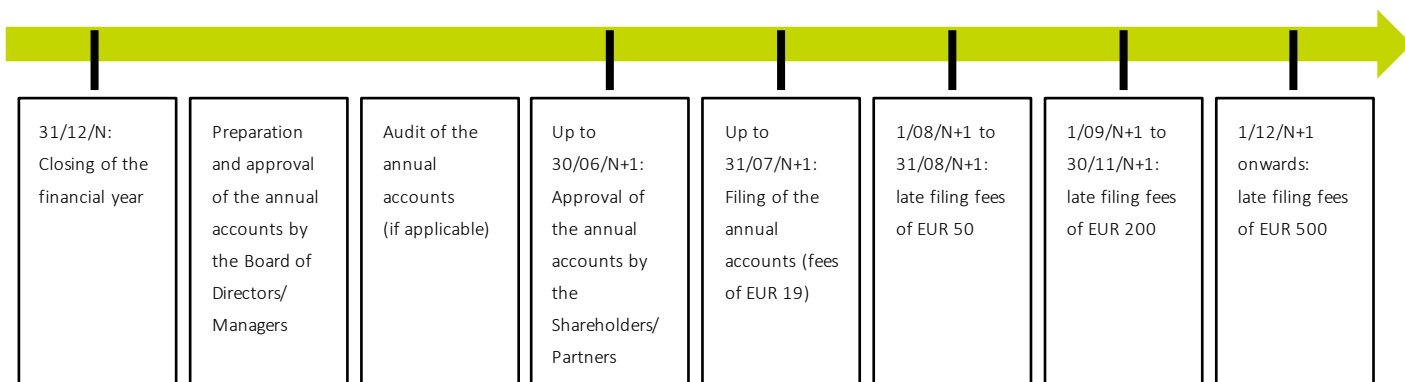 31/12/N:
Closing of the
financial year
Preparation
and approval
of the annual
accounts by
the Board of
Directors/
Managers
Audit of the
annual
accounts
(if applicable)
Up to
30/06/N+1:
Approval of
the annual
accounts by
the
Shareholders/
Partners
Up to
31/07/N+1:
Filing of the
annual
accounts (fees
of EUR 19)
1/08/N+1 to
31/08/N+1:
late filing fees
of EUR 50
1/09/N+1 to
30/11/N+1:
late filing fees
of EUR 200
1/12/N+1
onwards:
late filing fees
of EUR 500